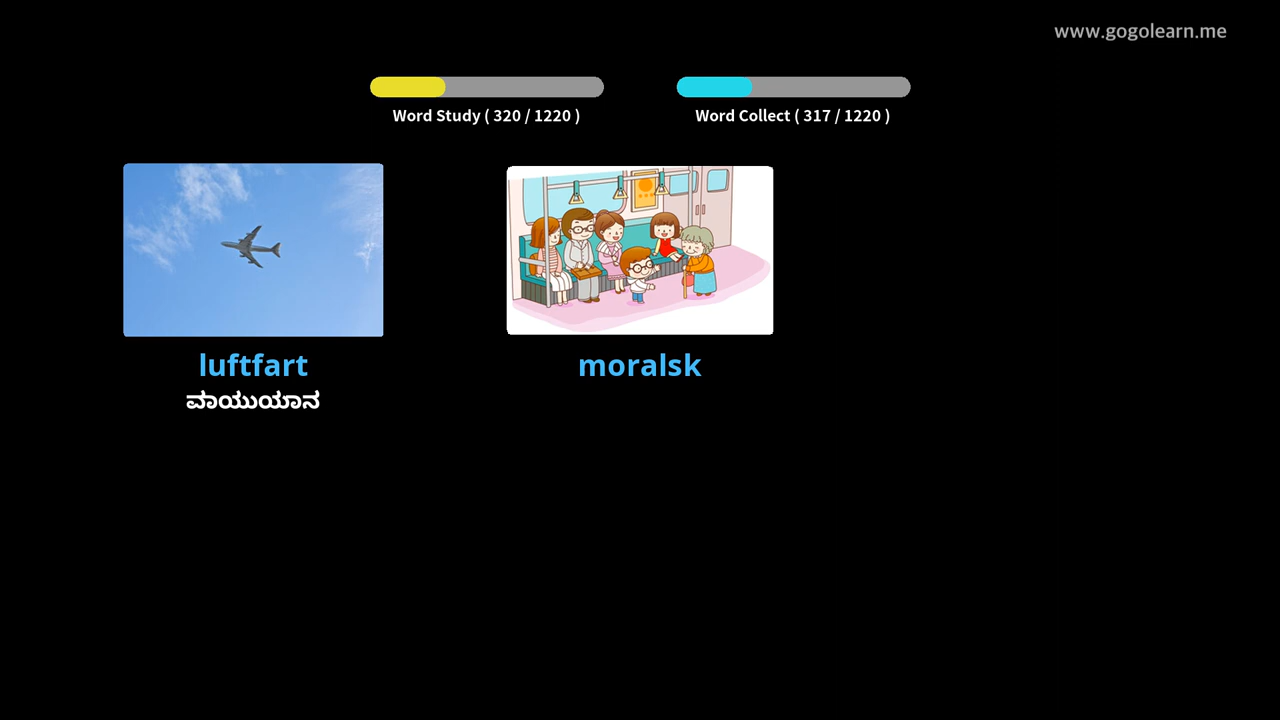 www.gogolearn.me
Word Study ( 320 / 1220 )
Word Collect ( 317 / 1220 )
luftfart
ವಾಯುಯಾನ
moralsk